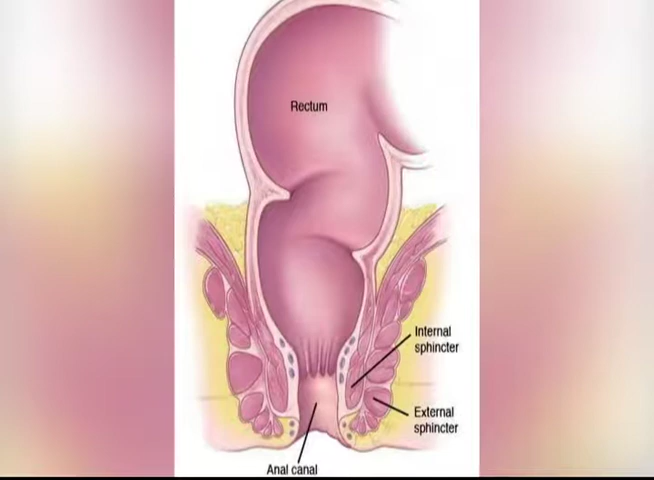 Rectum
Internal
sphincter
External
sphincter
Anal canal